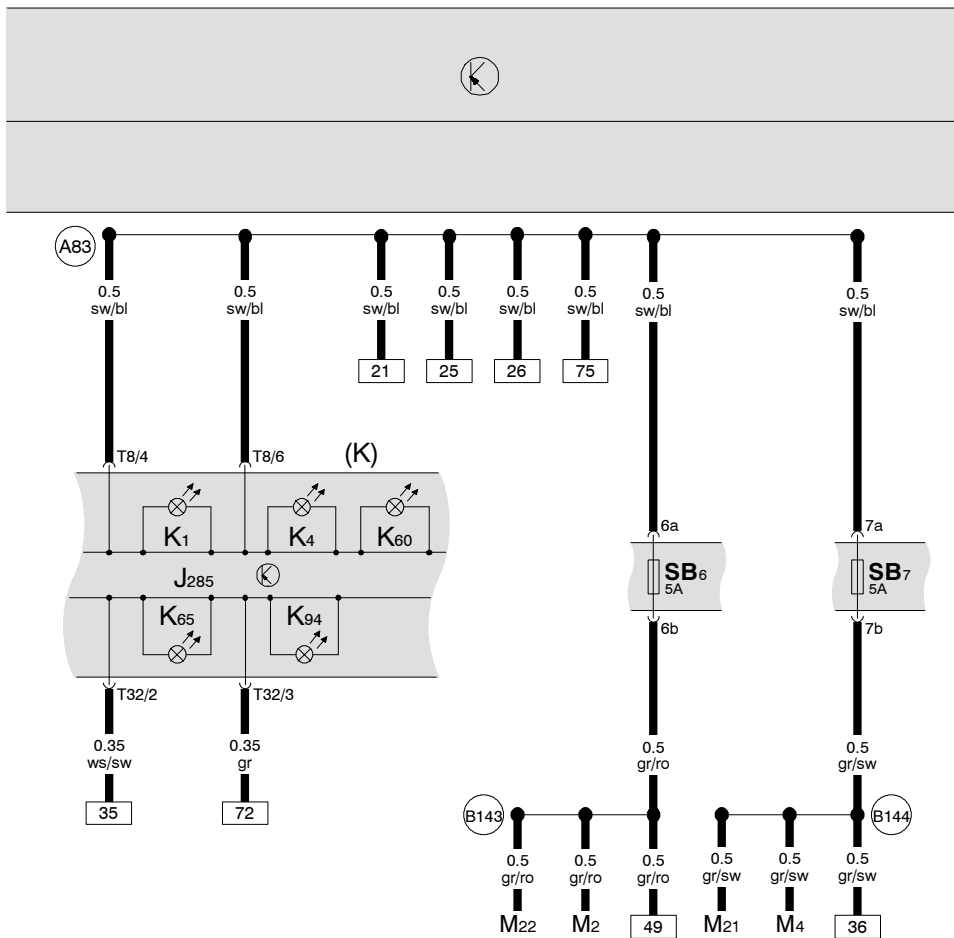 A83
0.5 0.5 0.5 0.5 0.5 0.5 0.5 0.5
sw/bl sw/bl sw/bl sw/bl sw/bl sw/bl sw/bl sw/bl
21 25 26 75
T8/4 T8/6 (K)
K1 K4 K60
6a 7a
J285
SB6 SB7
5A 5A
K65 K94
6b 7b
T32/2 T32/3
0.35 0.35 0.5 0.5
ws/sw gr gr/ro gr/sw
35 72 B143 B144
0.5 0.5 0.5 0.5 0.5 0.5
gr/ro gr/ro gr/ro gr/sw gr/sw gr/sw
M22 M2 49 M21 M4 36